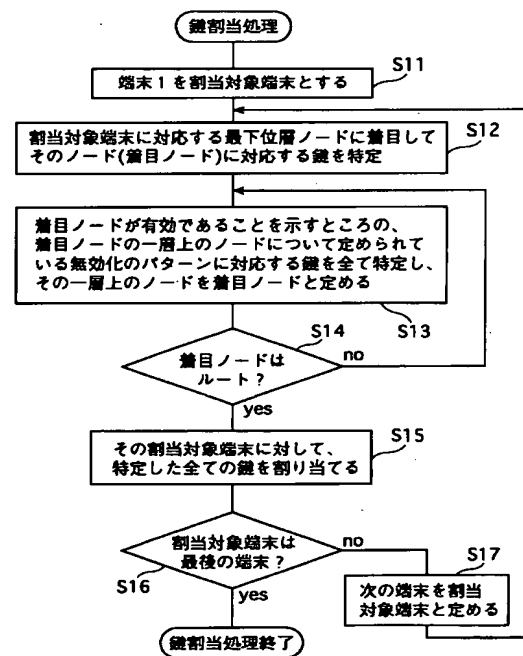 鍵割当処理
端末1を割当対象端末とする
S11
割当対象端末に対応する最下位層ノードに着目して
そのノード(着目ノード)に対応する鍵を特定
S12
着目ノードが有効であることを示すところの、
着目ノードの一層上のノードについて定められて
いる無効化のパターンに対応する鍵を全て特定し、
その一層上のノードを着目ノードと定める
S13
S14
着目ノードは
ルート?
no
yes
S15
その割当対象端末に対して、
特定した全ての鍵を割り当てる
割当対象端末は
最後の端末?
no
S16
yes
S17
次の端末を割当
対象端末と定める
鍵割当処理終了